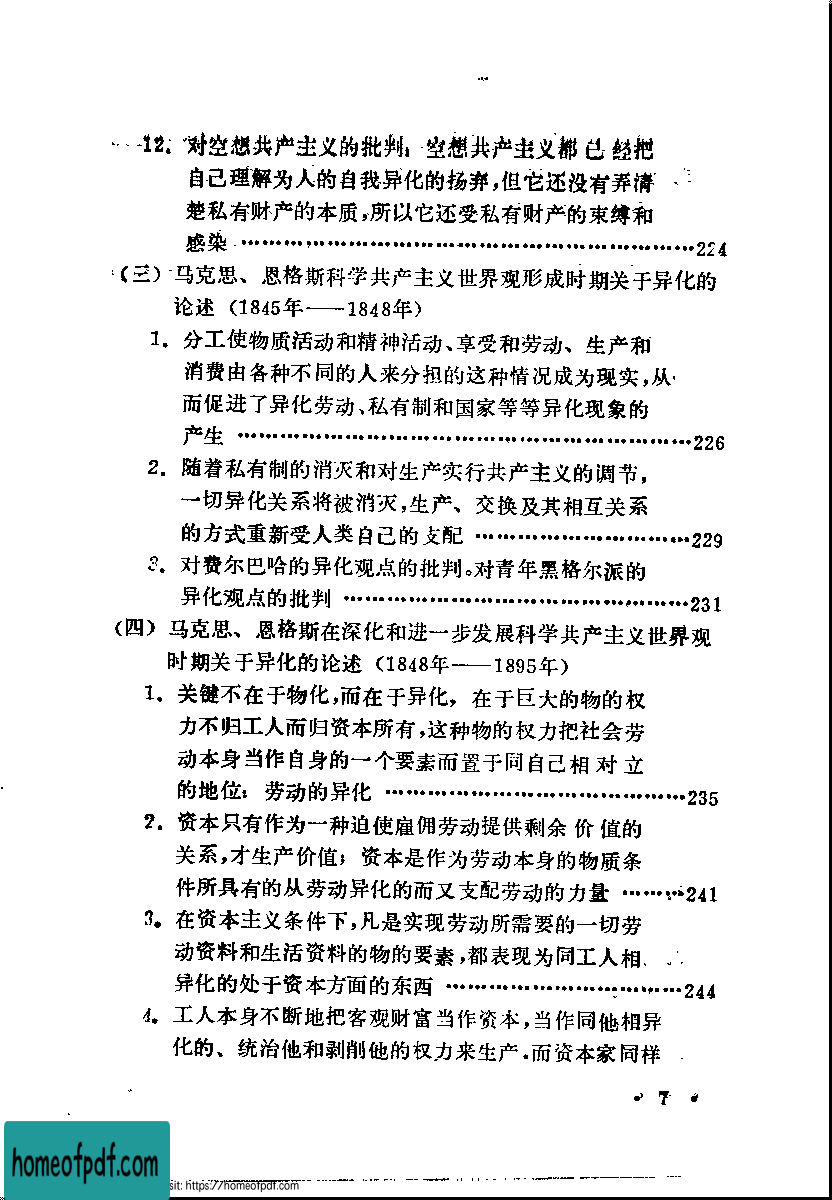 12. 对空想共产主义的批判：空想共产主义都已经把
自己理解为人的自我异化的扬弃，但它还没有弄清
楚私有财产的本质，所以它还受私有财产的束缚和
感染 ……………………………………………………224
（三）马克思、恩格斯科学共产主义世界观形成时期关于异化的
论述（1845年——1848年）
1. 分工使物质活动和精神活动、享受和劳动、生产和
消费由各种不同的人来分担的这种情况成为现实，从
而促进了异化劳动、私有制和国家等等异化现象的
产生 ……………………………………………………226
2. 随着私有制的消灭和对生产实行共产主义的调节，
一切异化关系将被消灭，生产、交换及其相互关系
的方式重新受人类自己的支配 ………………………229
3. 对费尔巴哈的异化观点的批判。对青年黑格尔派的
异化观点的批判 ………………………………………231
（四）马克思、恩格斯在深化和进一步发展科学共产主义世界观
时期关于异化的论述（1848年——1895年）
1. 关键不在于物化，而在于异化，在于巨大的物的权
力不归工人而归资本所有，这种物的权力把社会劳
动本身当作自身的一个要素而置于同自己相对立
的地位：劳动的异化 …………………………………235
2. 资本只有作为一种迫使雇佣劳动提供剩余价值的
关系，才生产价值；资本是作为劳动本身的物质条
件所具有的从劳动异化的而又支配劳动的力量 ………241
3. 在资本主义条件下，凡是实现劳动所需要的一切劳
动资料和生活资料的物的要素，都表现为同工人相
异化的处于资本方面的东西 …………………………244
4. 工人本身不断地把客观财富当作资本，当作同他相异
化的、统治他和剥削他的权力来生产．而资本家同样
• 7 •
homeofpdf.com
sit: https://homeofpdf.com